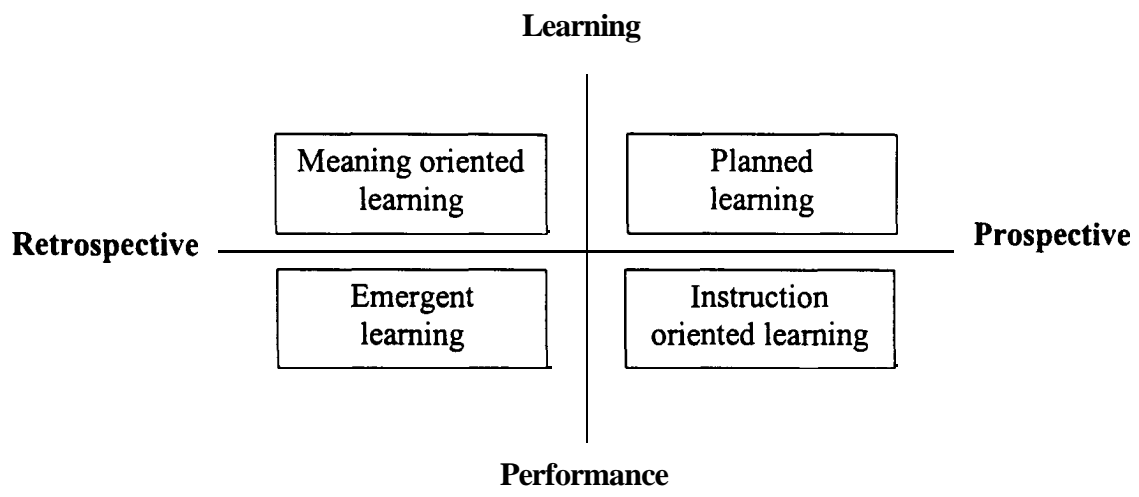 Learning
Meaning oriented
learning
Planned
learning
Retrospective
Prospective
Emergent
learning
Instruction
oriented learning
Performance